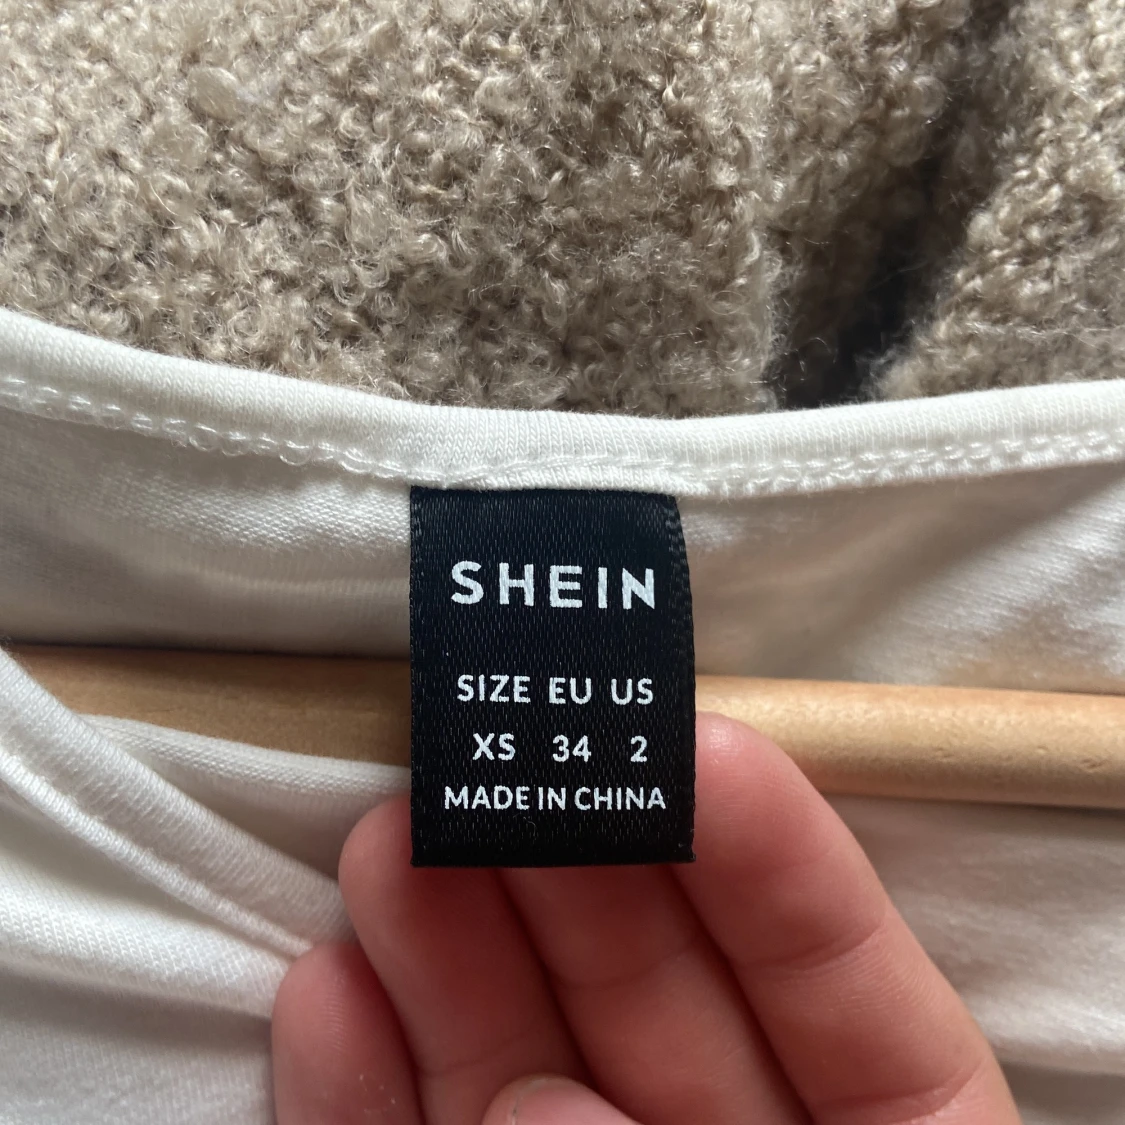 SHEIN
SIZE EU US
XS 34 2
MADE IN CHINA